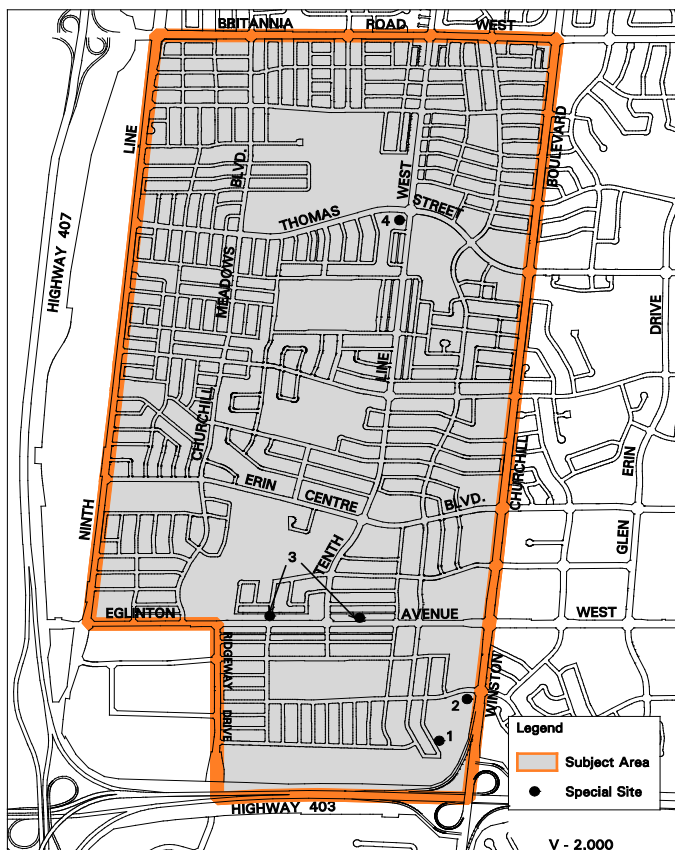 BRITANNIA ROAD WEST
LINE
BLVD.
BOULEVARD
WEST
THOMAS STREET
4
HIGHWAY 407
MEADOWS
DRIVE
LINE
CHURCHILL
CHURCHILL
ERIN CENTRE BLVD.
ERIN
NINTH
GLEN
3
TENTH
EGLINTON AVENUE WEST
RIDGEWAY DRIVE
WINSTON
2
1
HIGHWAY 403
Legend
Subject Area
Special Site
V - 2.000